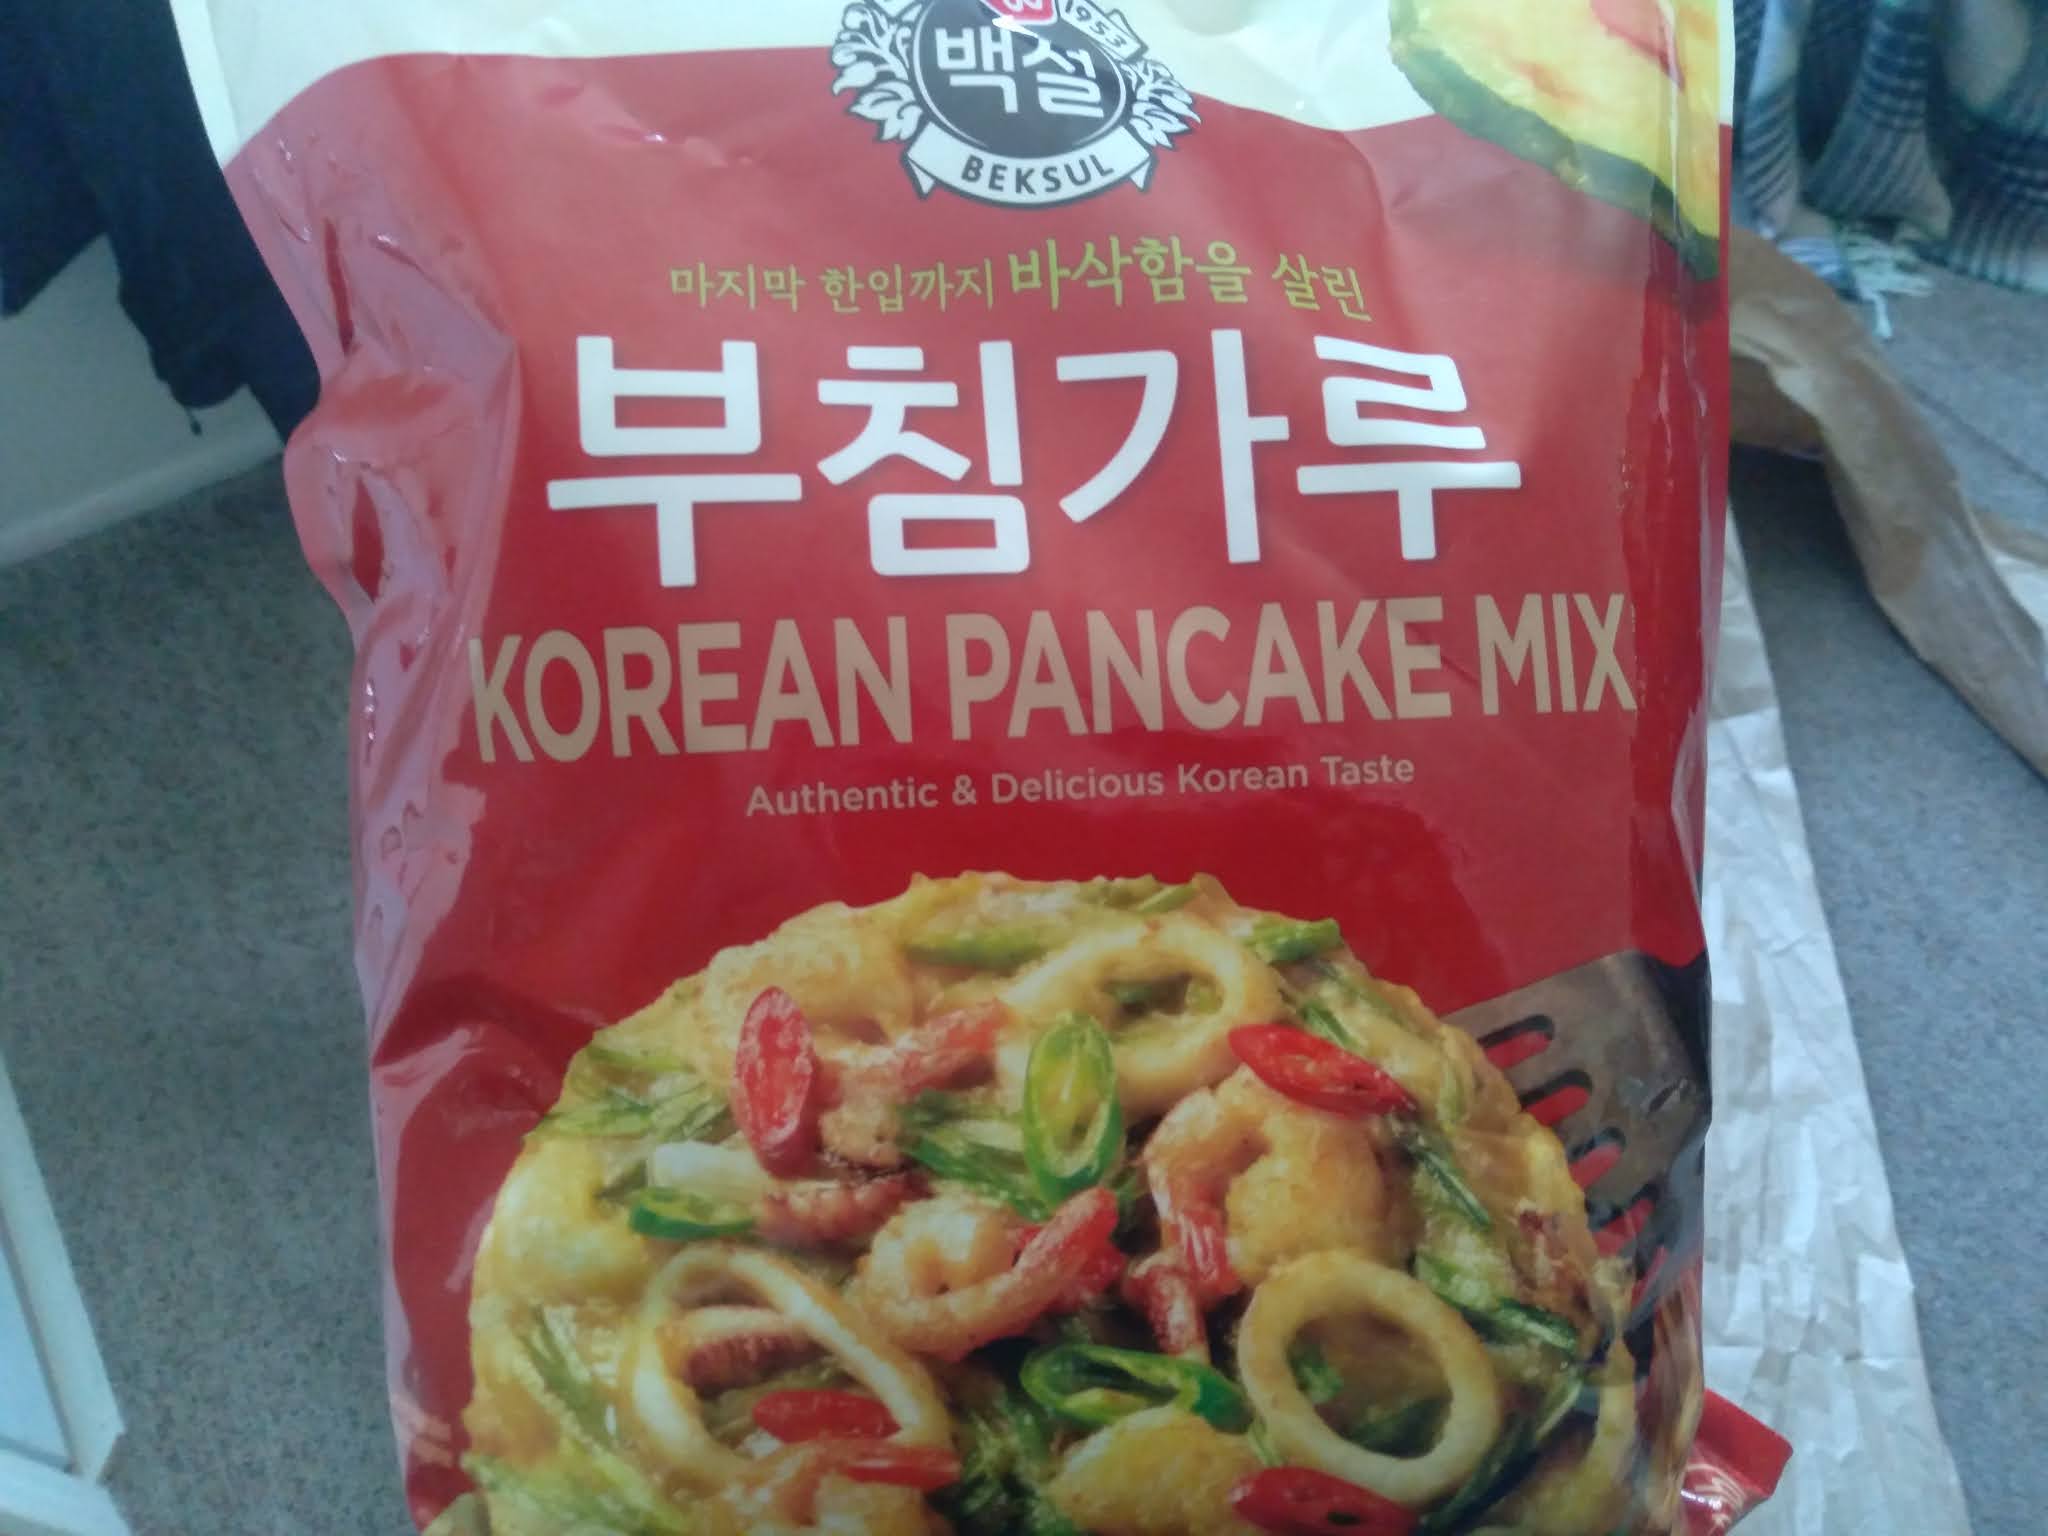 1953
백설
BEKSUL
마지막 한입까지 바삭함을 살린
부침가루
KOREAN PANCAKE MIX
Authentic & Delicious Korean Taste